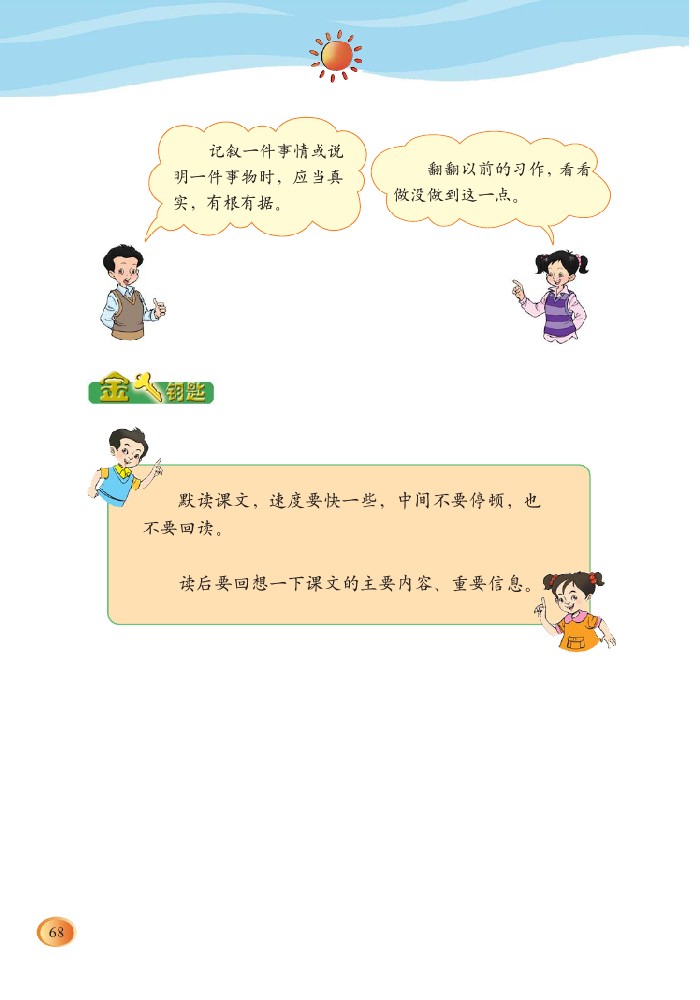 记叙一件事情或说
明一件事物时，应当真
实，有根有据。
翻翻以前的习作，看看
做没做到这一点。
金钥匙
默读课文，速度要快一些，中间不要停顿，也
不要回读。
读后要回想一下课文的主要内容、重要信息。
68